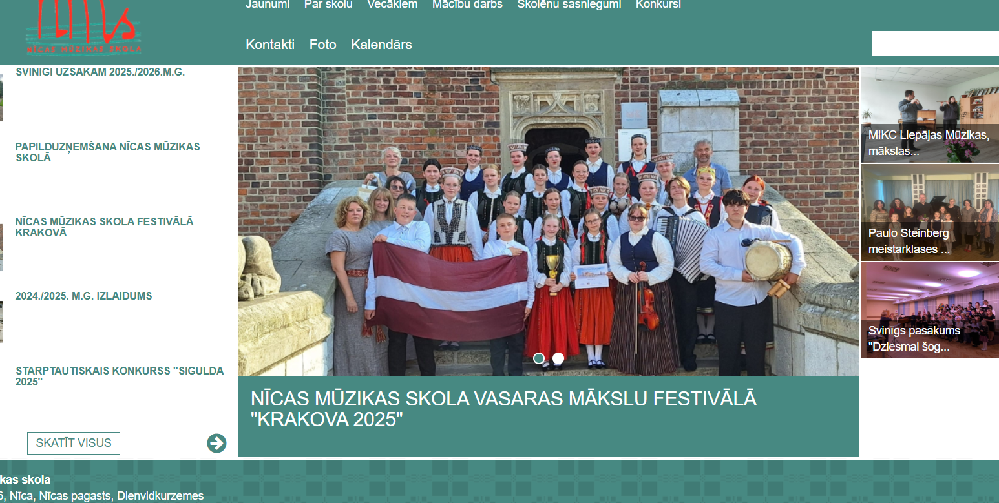 Jaunumi Par skolu Vecākiem Mācību darbs Skolēnu sasniegumi Konkursi
NĪCAS MŪZIKAS SKOLA
Kontakti Foto Kalendārs
SVINĪGI UZSĀKAM 2025./2026.M.G.
PAPILDUZŅEMŠANA NĪCAS MŪZIKAS
SKOLĀ
NĪCAS MŪZIKAS SKOLA FESTIVĀLĀ
KRAKOVĀ
2024./2025. M.G. IZLAIDUMS
STARPTAUTISKAIS KONKURSS "SIGULDA
2025"
SKATĪT VISUS
NĪCAS MŪZIKAS SKOLA VASARAS MĀKSLU FESTIVĀLĀ
"KRAKOVA 2025"
MIKC Liepājas Mūzikas,
mākslas...
Paulo Steinberg
meistarklases ...
Svinīgs pasākums
"Dziesmai šog...
kas skola
6, Nīca, Nīcas pagasts, Dienvidkurzemes